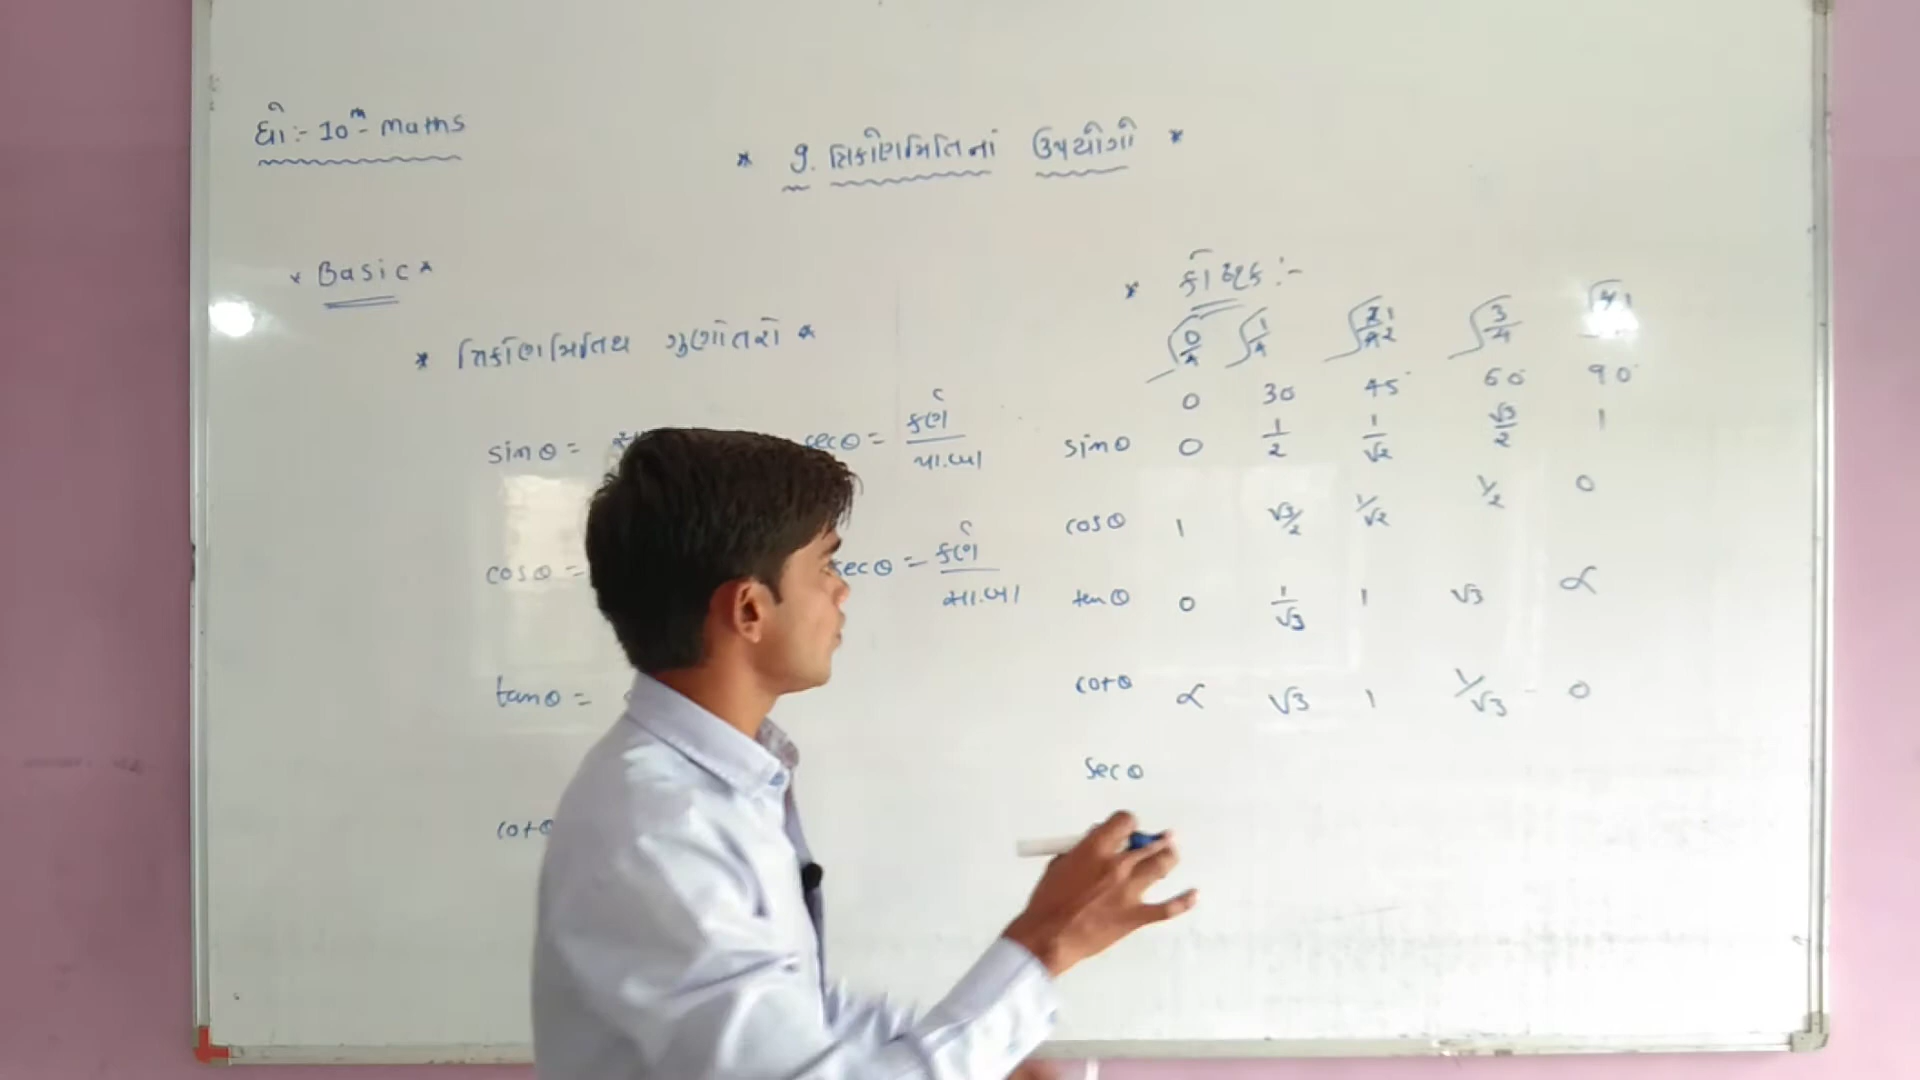 ધો:- 10th - Maths
* 9. ત્રિકોણમિતિનાં ઉપયોગો *
* Basic *
* કોષ્ટક :-
* ત્રિકોણમિતિય ગુણોતરો *
√0/4 √1/4 √2/4 1/2 √3/4 √4/4 1
0 30 45° 60° 90°
sinθ =
secθ = કર્ણ/પા.બા
sinθ 0 1/2 1/√2 √3/2 1
cosθ 1 √3/2 1/√2 1/2 0
cosθ =
secθ = કર્ણ/સા.બા
tanθ 0 1/√3 1 √3 ∝
tanθ =
cotθ ∝ √3 1 1/√3 0
secθ
cotθ